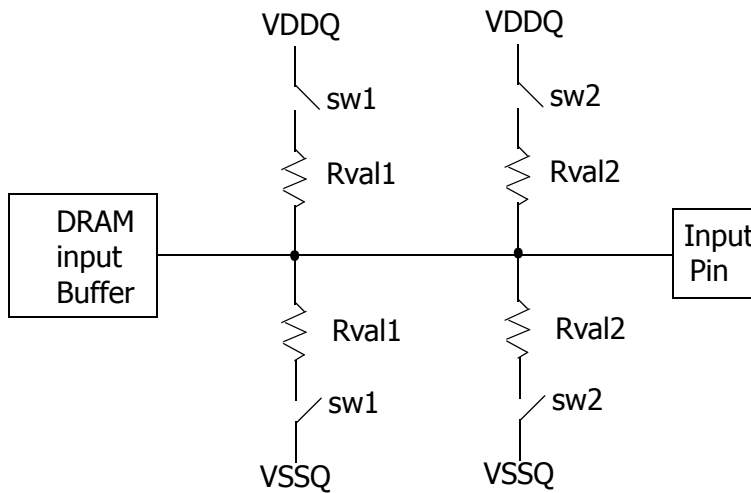 VDDQ VDDQ
sw1 sw2
Rval1 Rval2
DRAM
input
Buffer
Input
Pin
Rval1 Rval2
sw1 sw2
VSSQ VSSQ